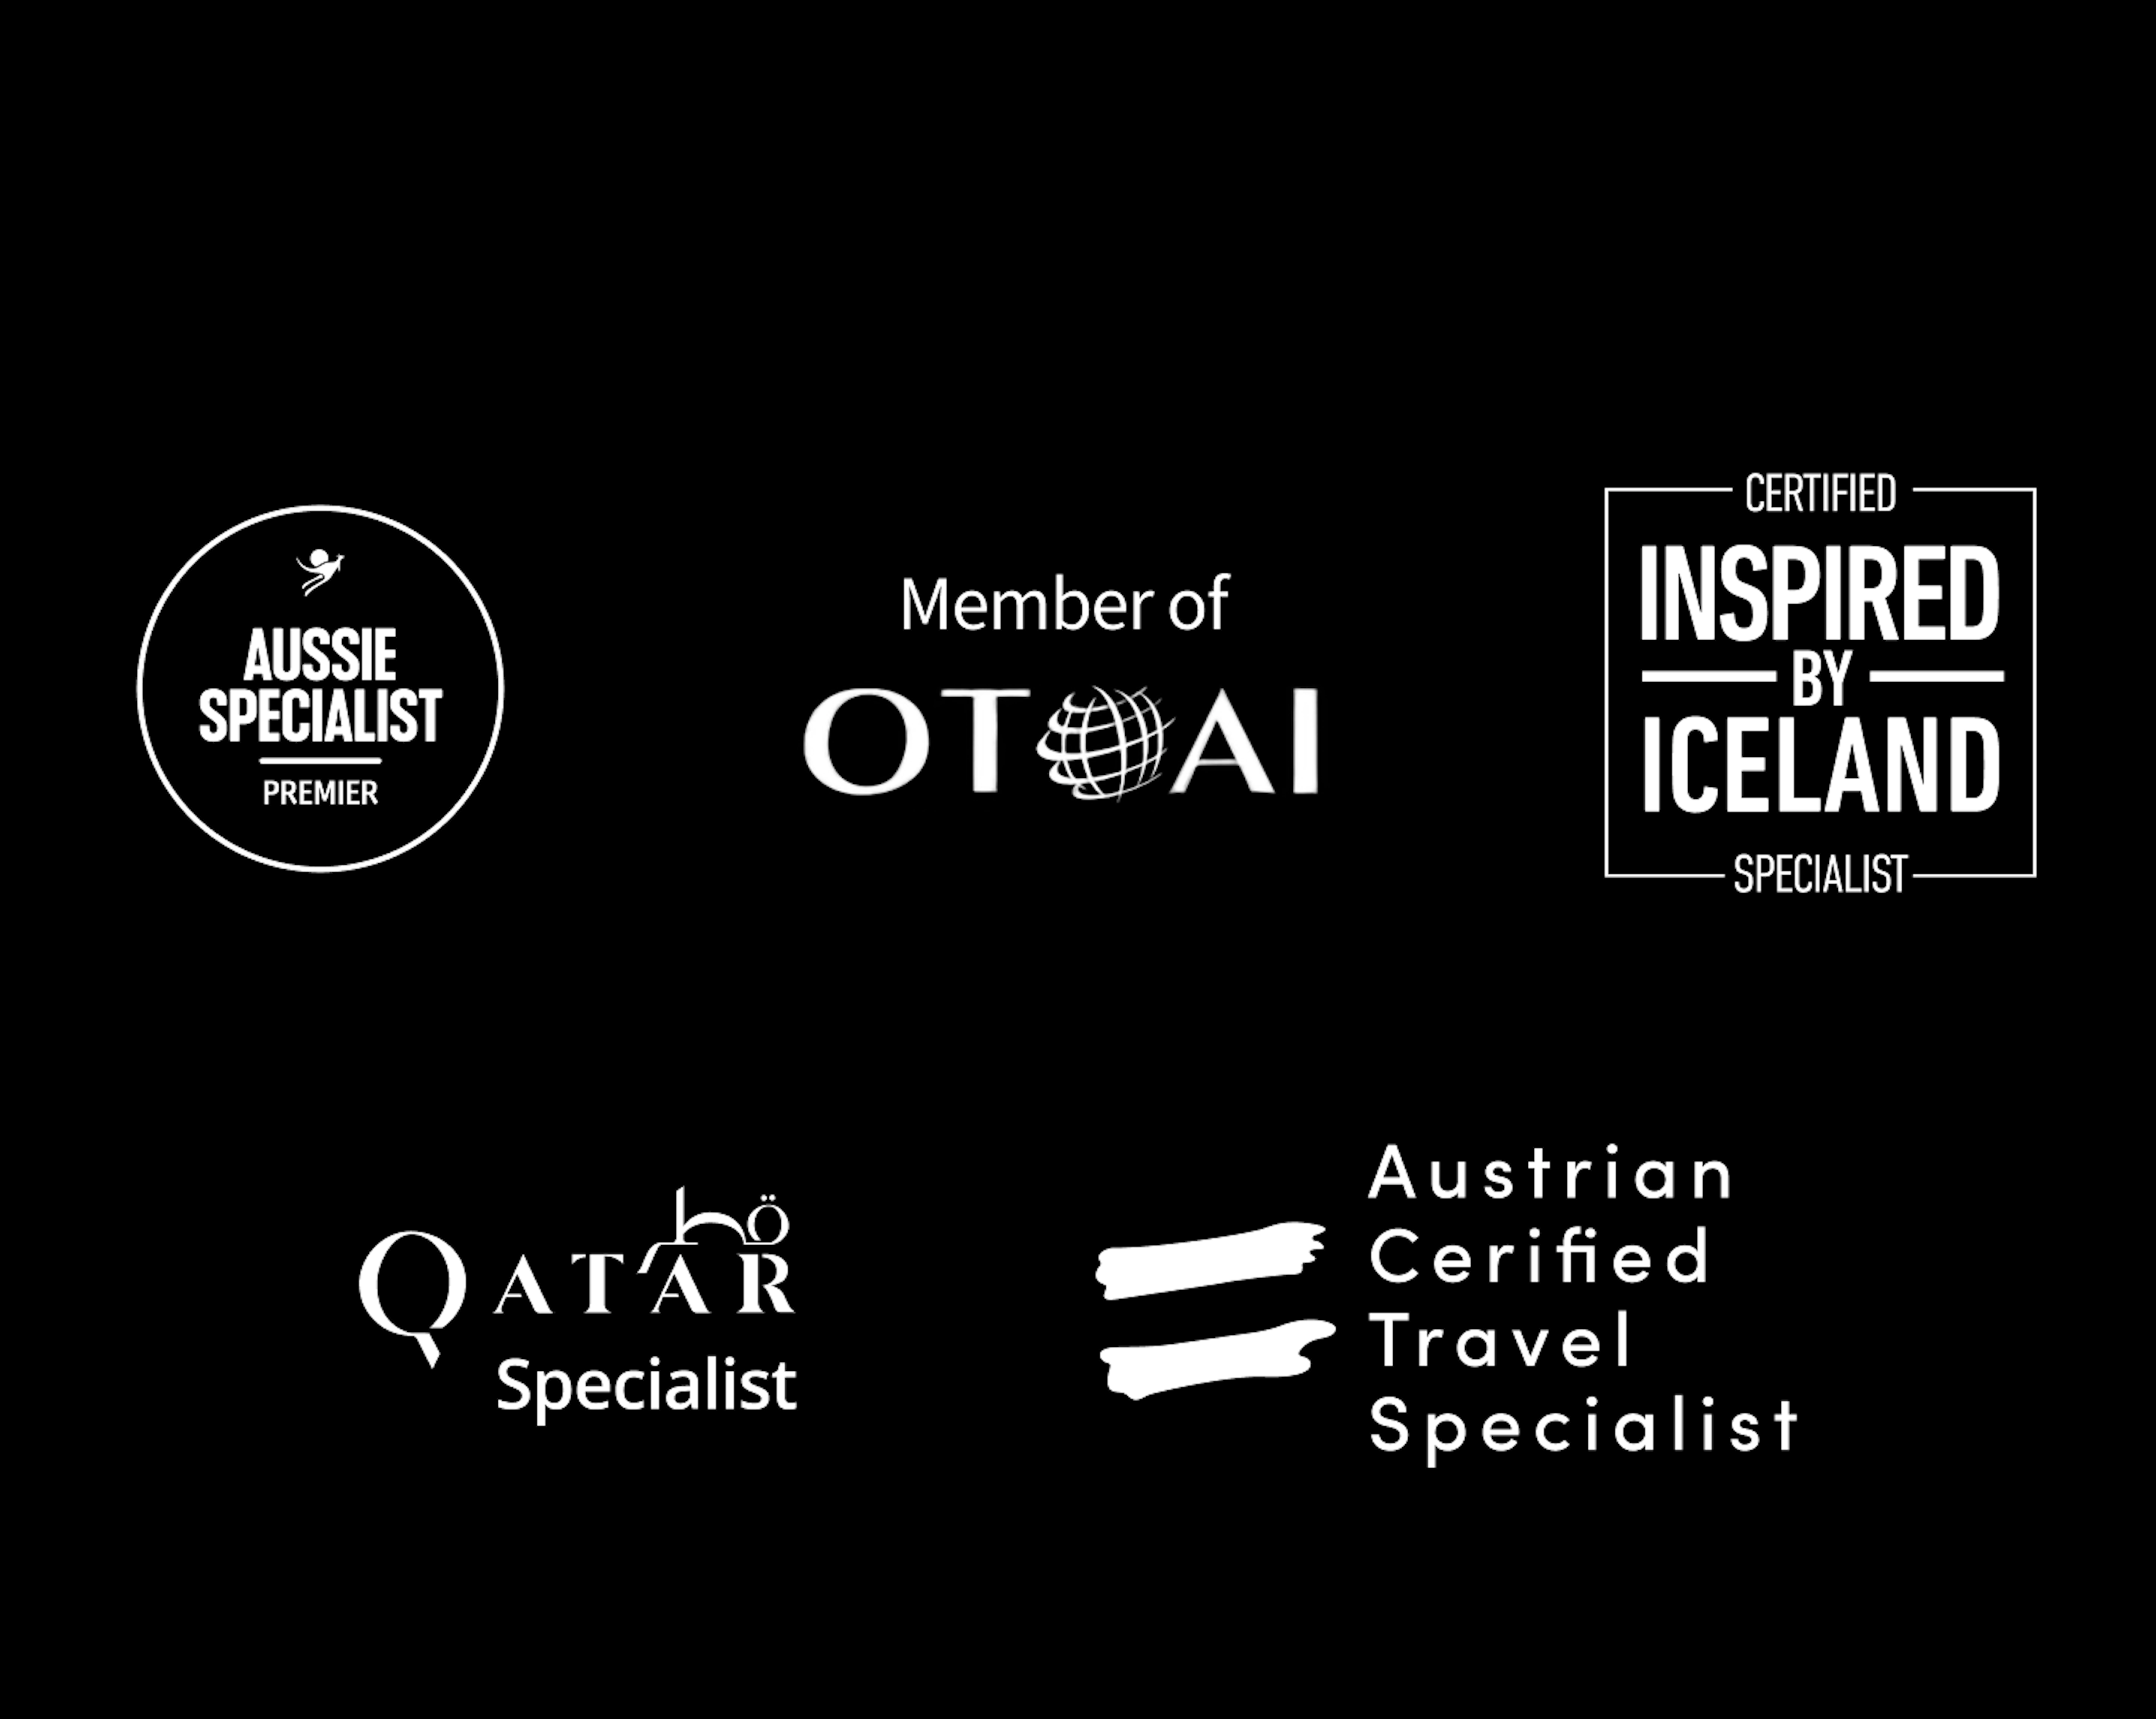 AUSSIE
SPECIALIST
PREMIER
Member of
OTOAI
CERTIFIED
INSPIRED
BY
ICELAND
SPECIALIST
QATAR
Specialist
Austrian
Cerified
Travel
Specialist